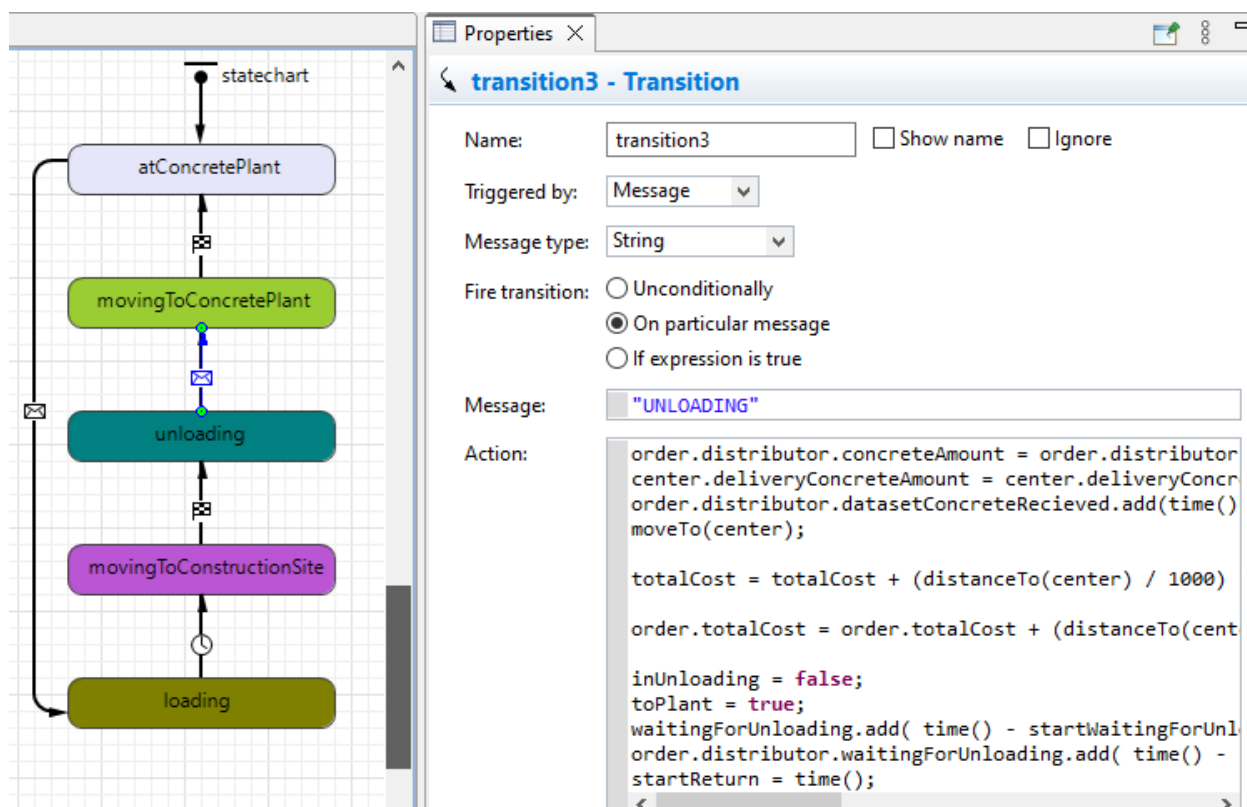 statechart
atConcretePlant
movingToConcretePlant
unloading
movingToConstructionSite
loading
Properties
transition3 - Transition
Name:
transition3
Show name
Ignore
Triggered by:
Message
Message type:
String
Fire transition:
Unconditionally
On particular message
If expression is true
Message:
"UNLOADING"
Action:
order.distributor.concreteAmount = order.distributor
center.deliveryConcreteAmount = center.deliveryConcr
order.distributor.datasetConcreteRecieved.add(time()
moveTo(center);
totalCost = totalCost + (distanceTo(center) / 1000)
order.totalCost = order.totalCost + (distanceTo(cent
inUnloading = false;
toPlant = true;
waitingForUnloading.add( time() - startWaitingForUnl
order.distributor.waitingForUnloading.add( time() -
startReturn = time();